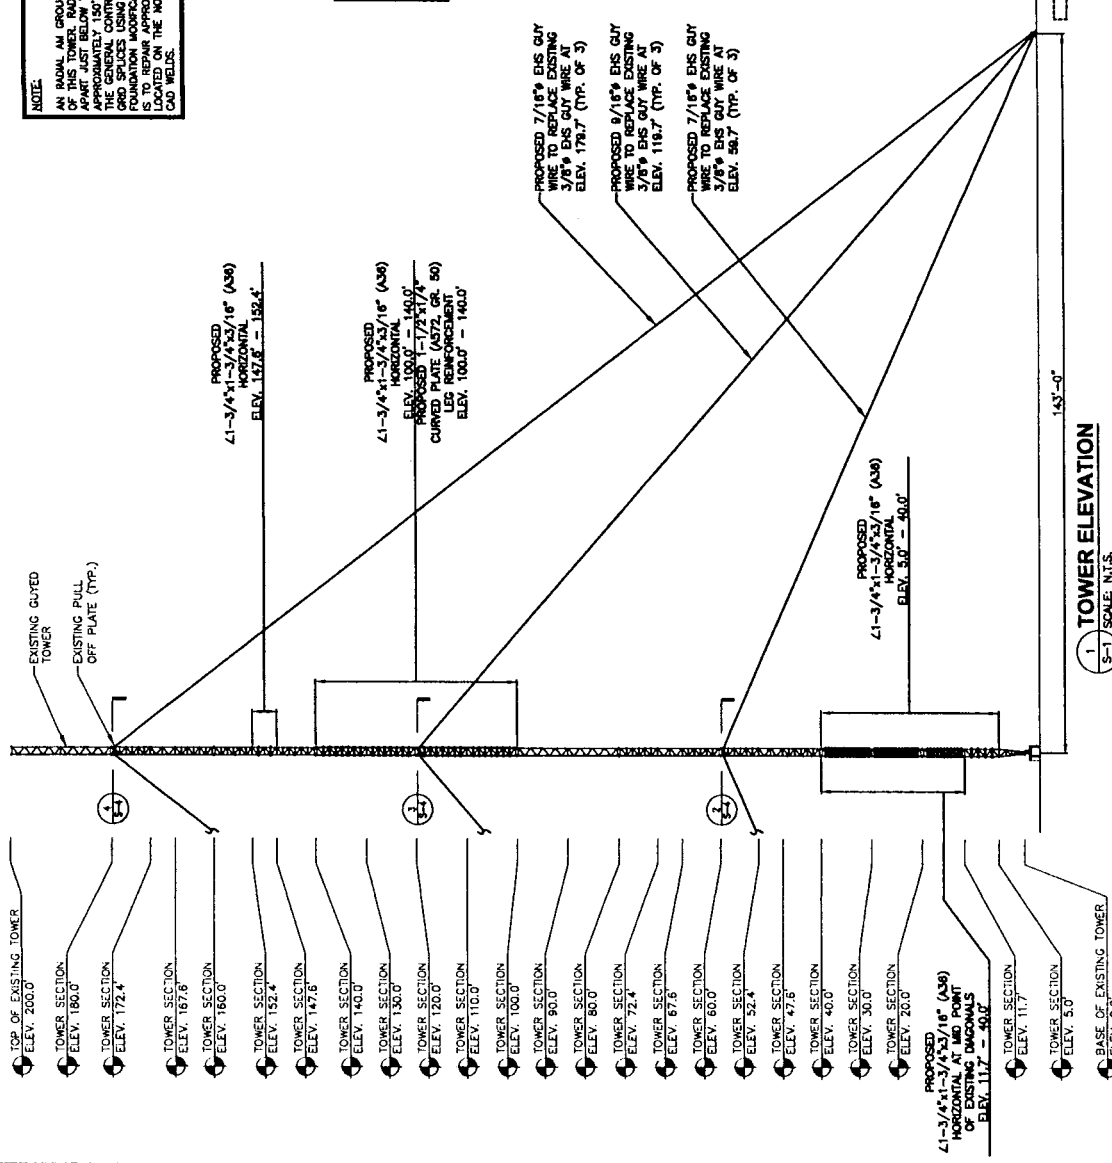 NOTE:
AN RADIAL AM GROU
OF THIS TOWER. RAD
APART JUST BELOW
APPROXIMATELY 150'
THE GENERAL CONTR
GRID SPLICES USING
FOUNDATION MODIFICA
IS TO REPAIR APPRO
LOCATED ON THE NO
CAD WELDS.
PROPOSED 7/16"ø EHS GUY
WIRE TO REPLACE EXISTING
3/8"ø EHS GUY WIRE AT
ELEV. 179.7' (TYP. OF 3)
PROPOSED 9/16"ø EHS GUY
WIRE TO REPLACE EXISTING
3/8"ø EHS GUY WIRE AT
ELEV. 119.7' (TYP. OF 3)
PROPOSED 7/16"ø EHS GUY
WIRE TO REPLACE EXISTING
3/8"ø EHS GUY WIRE AT
ELEV. 59.7' (TYP. OF 3)
PROPOSED
∠1-3/4"x1-3/4"x3/16" (A36)
HORIZONTAL
ELEV. 147.6' - 152.4'
PROPOSED
∠1-3/4"x1-3/4"x3/16" (A36)
HORIZONTAL
ELEV. 100.0' - 140.0'
PROPOSED 1-1/2"x1/4"
CURVED PLATE (A572, GR. 50)
LEG REINFORCEMENT
ELEV. 100.0' - 140.0'
PROPOSED
∠1-3/4"x1-3/4"x3/16" (A36)
HORIZONTAL
ELEV. 5.0' - 40.0'
143'-0"
EXISTING GUYED
TOWER
EXISTING PULL
OFF PLATE (TYP.)
4
S-4
3
S-4
2
S-4
TOP OF EXISTING TOWER
ELEV. 200.0'
TOWER SECTION
ELEV. 180.0'
TOWER SECTION
ELEV. 172.4'
TOWER SECTION
ELEV. 167.6'
TOWER SECTION
ELEV. 160.0'
TOWER SECTION
ELEV. 152.4'
TOWER SECTION
ELEV. 147.6'
TOWER SECTION
ELEV. 140.0'
TOWER SECTION
ELEV. 130.0'
TOWER SECTION
ELEV. 120.0'
TOWER SECTION
ELEV. 110.0'
TOWER SECTION
ELEV. 100.0'
TOWER SECTION
ELEV. 90.0'
TOWER SECTION
ELEV. 80.0'
TOWER SECTION
ELEV. 72.4'
TOWER SECTION
ELEV. 67.6'
TOWER SECTION
ELEV. 60.0'
TOWER SECTION
ELEV. 52.4'
TOWER SECTION
ELEV. 47.6'
TOWER SECTION
ELEV. 40.0'
TOWER SECTION
ELEV. 30.0'
TOWER SECTION
ELEV. 20.0'
PROPOSED
∠1-3/4"x1-3/4"x3/16" (A36)
HORIZONTAL AT MID POINT
OF EXISTING DIAGONALS
ELEV. 11.7' - 40.0'
TOWER SECTION
ELEV. 11.7'
TOWER SECTION
ELEV. 5.0'
BASE OF EXISTING TOWER
1
S-1
TOWER ELEVATION
SCALE: N.T.S.